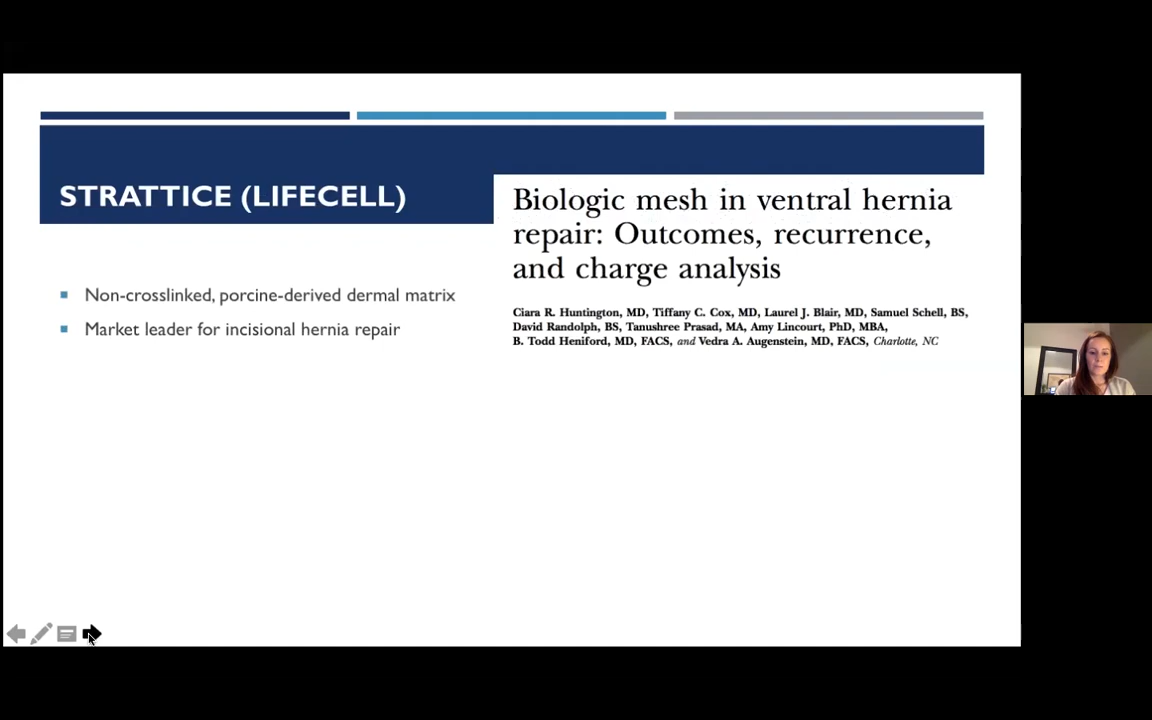 STRATTICE (LIFECELL)
Non-crosslinked, porcine-derived dermal matrix
Market leader for incisional hernia repair
Biologic mesh in ventral hernia
repair: Outcomes, recurrence,
and charge analysis
Ciara R. Huntington, MD, Tiffany C. Cox, MD, Laurel J. Blair, MD, Samuel Schell, BS,
David Randolph, BS, Tanushree Prasad, MA, Amy Lincourt, PhD, MBA,
B. Todd Heniford, MD, FACS, and Vedra A. Augenstein, MD, FACS, Charlotte, NC